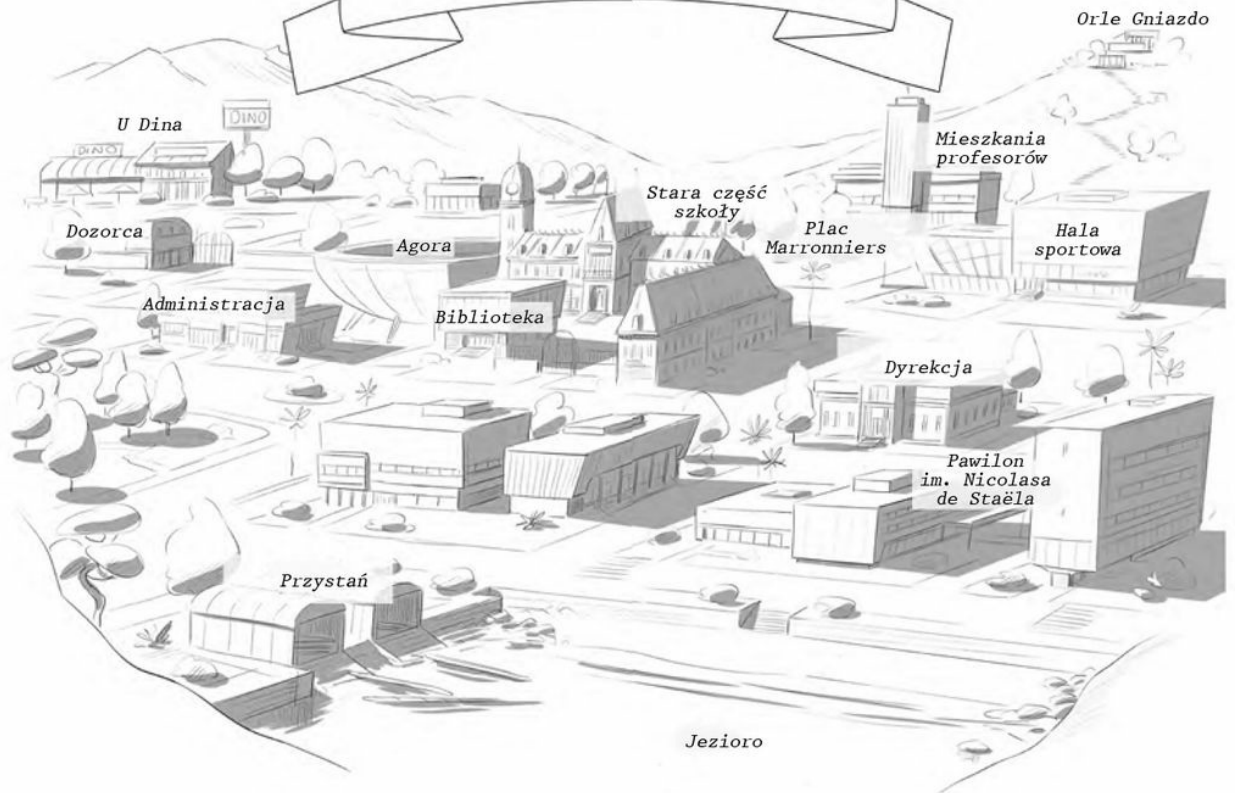 Orle Gniazdo
U Dina
DINO
DINO
Mieszkania
profesorów
Stara część
szkoły
Plac
Marronniers
Hala
sportowa
Dozorca
Agora
Administracja
Biblioteka
Dyrekcja
Pawilon
im. Nicolasa
de Staëla
Przystań
Jezioro